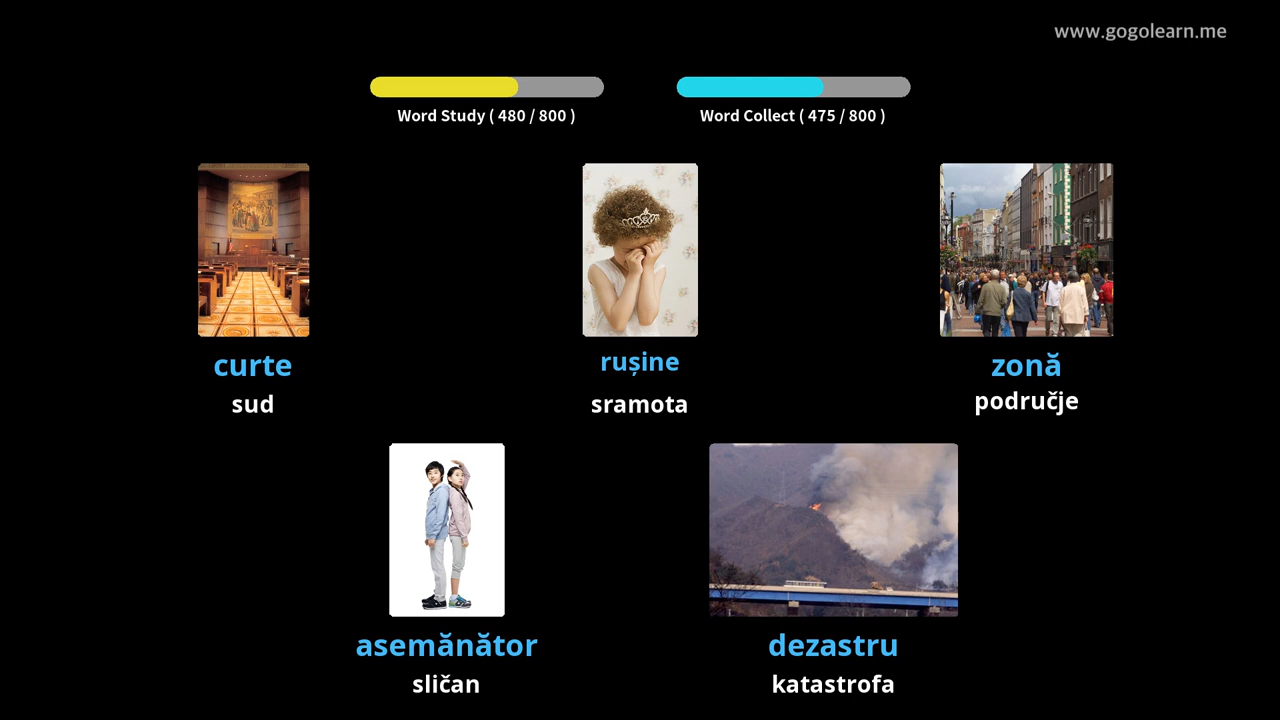 www.gogolearn.me
Word Study ( 480 / 800 )
Word Collect ( 475 / 800 )
curte
sud
rușine
sramota
zonă
područje
asemănător
sličan
dezastru
katastrofa